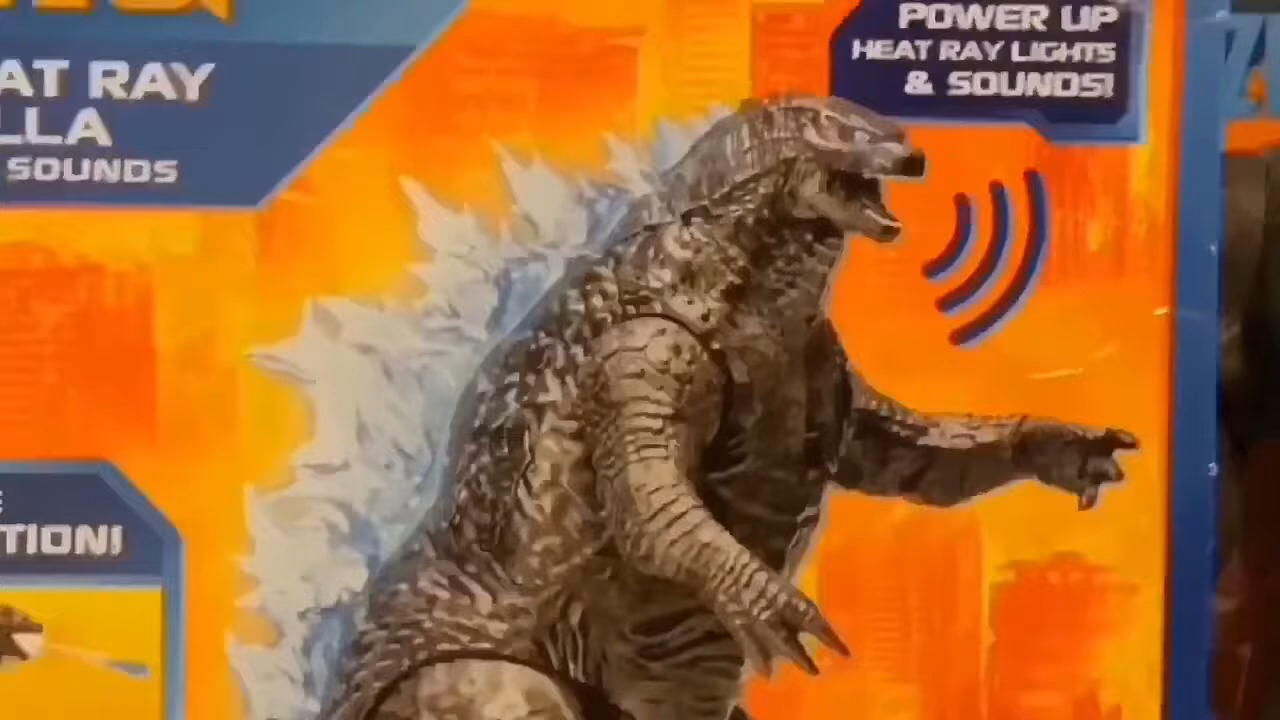 AT RAY
LLA
SOUNDS
POWER UP
HEAT RAY LIGHTS
& SOUNDS!
TION!